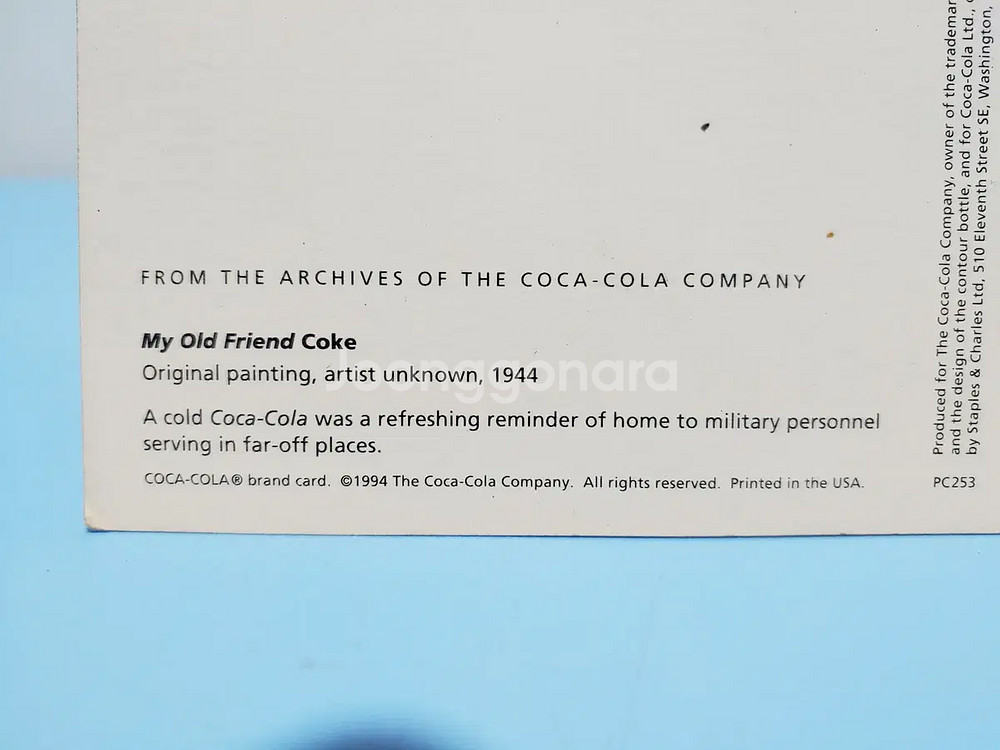 FROM THE ARCHIVES OF THE COCA-COLA COMPANY
My Old Friend Coke
Original painting, artist unknown, 1944
Joonggonara
A cold Coca-Cola was a refreshing reminder of home to military personnel
serving in far-off places.
COCA-COLA® brand card. ©1994 The Coca-Cola Company. All rights reserved. Printed in the USA.
PC253
Produced for The Coca-Cola Company, owner of the
and the design of the contour bottle, and for Coca-Cola Ltd.,
by Staples & Charles Ltd, 510 Eleventh Street SE, Washington,